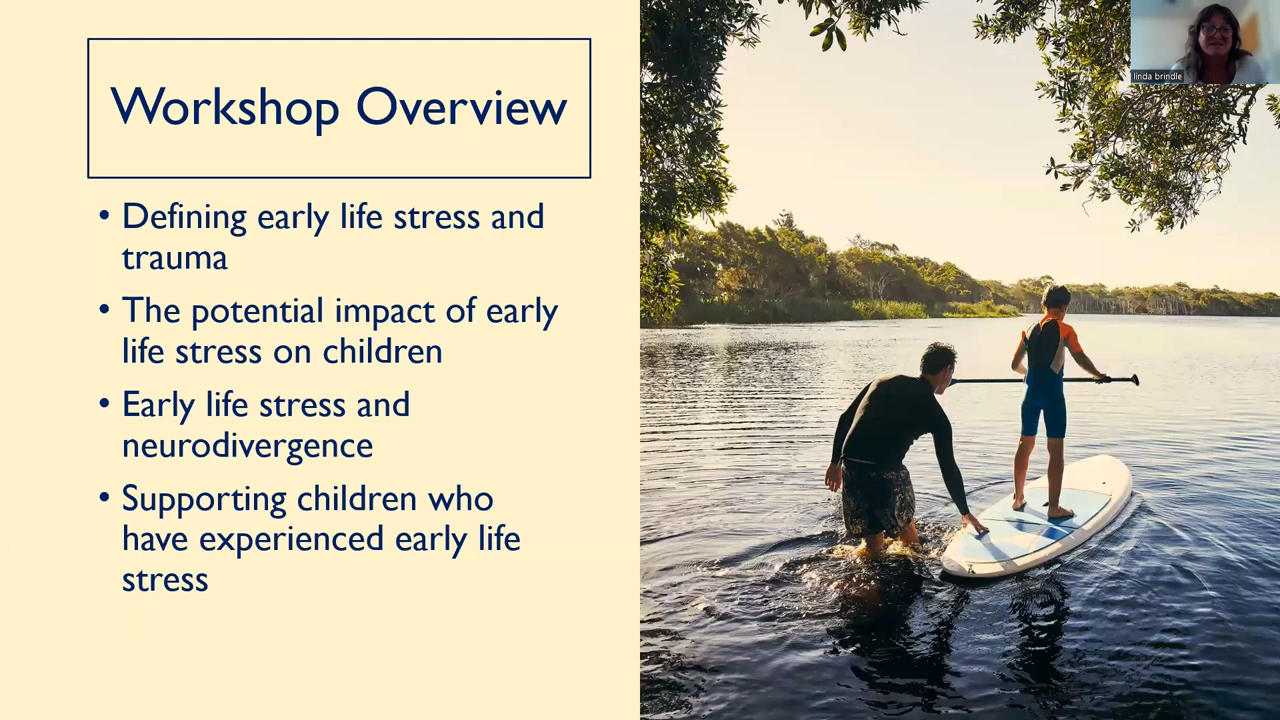 Workshop Overview
• Defining early life stress and
trauma
• The potential impact of early
life stress on children
• Early life stress and
neurodivergence
• Supporting children who
have experienced early life
stress
linda brindle